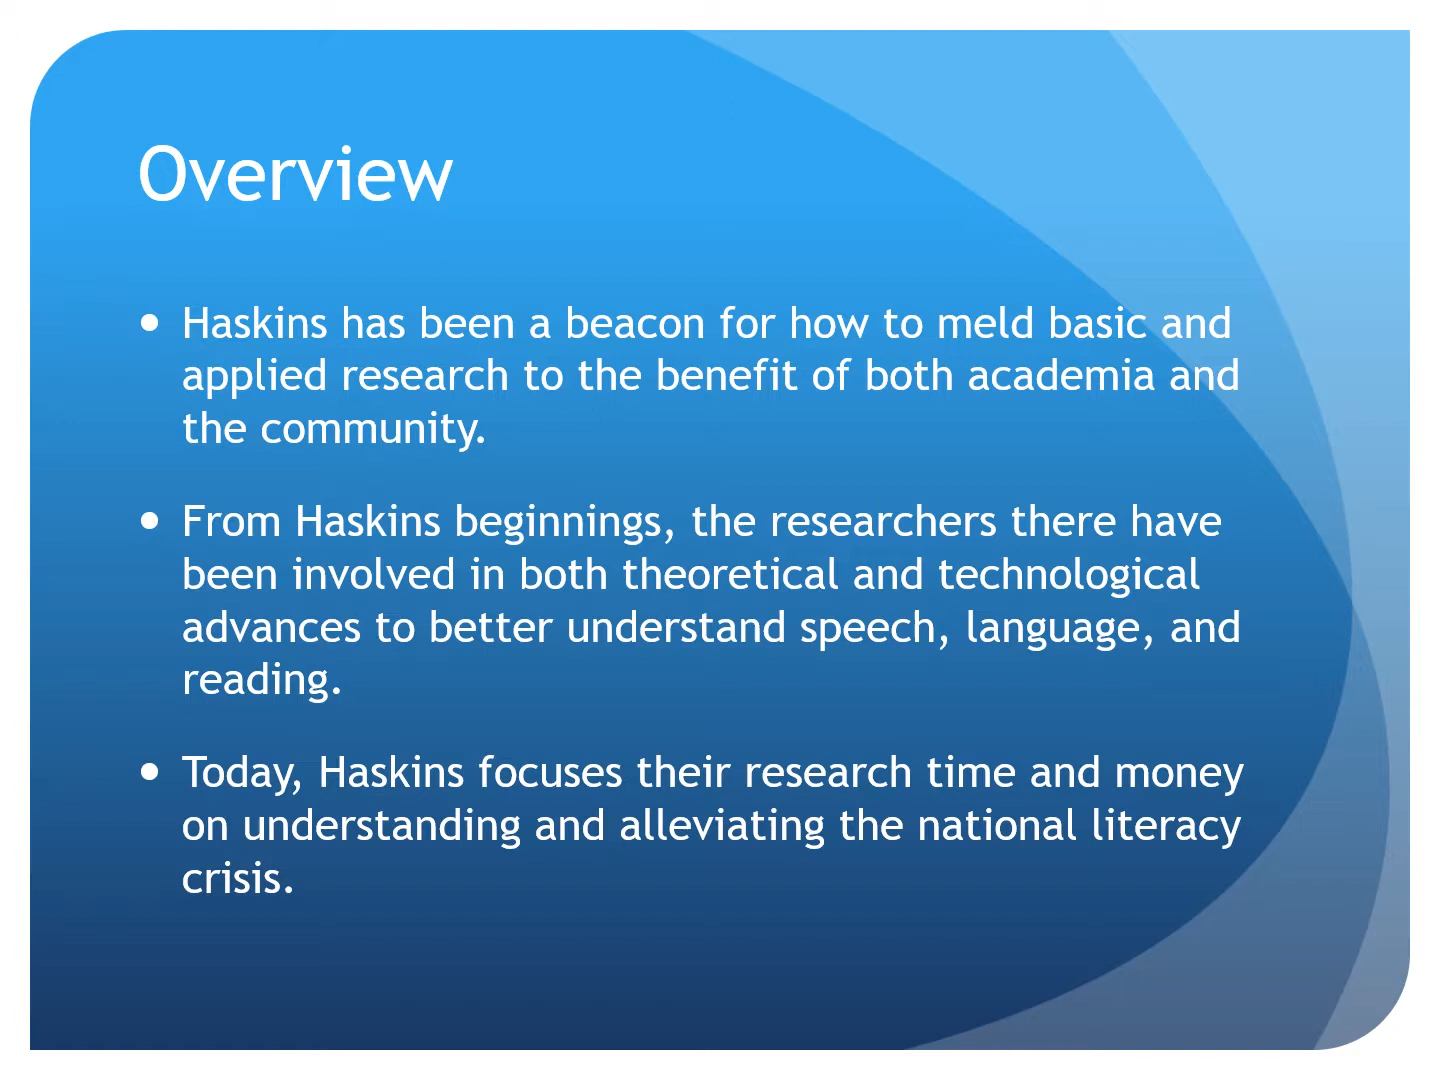 Overview
• Haskins has been a beacon for how to meld basic and
applied research to the benefit of both academia and
the community.
• From Haskins beginnings, the researchers there have
been involved in both theoretical and technological
advances to better understand speech, language, and
reading.
• Today, Haskins focuses their research time and money
on understanding and alleviating the national literacy
crisis.